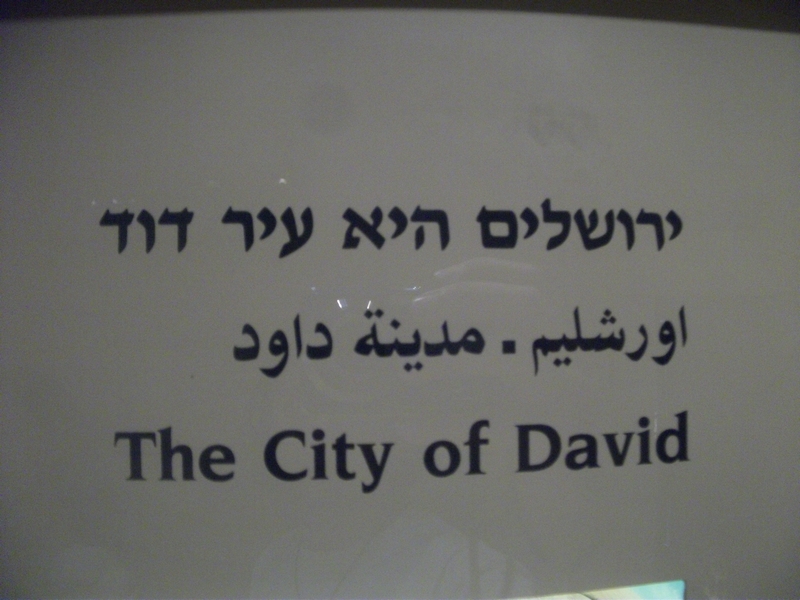 ירושלים היא עיר דוד
اورشليم . مدينة داود
The City of David